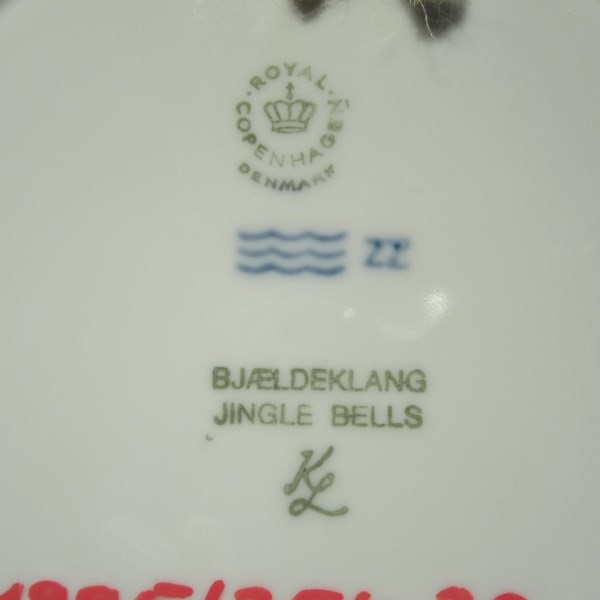 ROYAL
COPENHAGEN
DENMARK
ZZ
BJÆLDEKLANG
JINGLE BELLS
KL